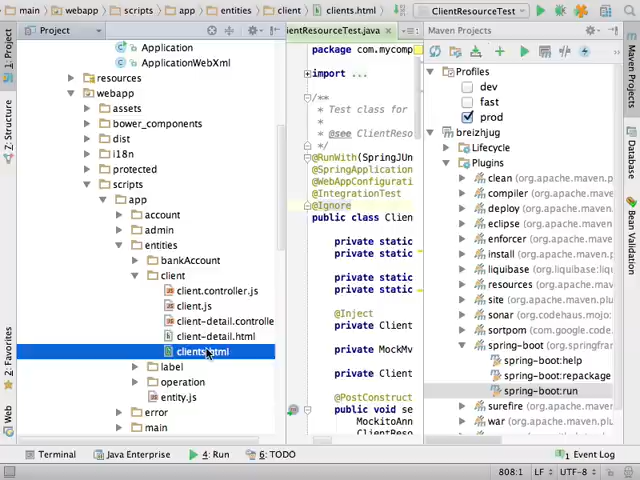 main
webapp
scripts
app
entities
client
clients.html
ClientResourceTest
Project
ientResourceTest.java
Maven Projects
1: Project
Z: Structure
2: Favorites
Web
Application
ApplicationWebXml
resources
webapp
assets
bower_components
dist
i18n
protected
scripts
app
account
admin
entities
bankAccount
client
client.controller.js
client.js
client-detail.controlle
client-detail.html
clients.html
label
operation
entity.js
error
main
package com.mycomp
import ...
/**
* Test class for
*
* @see ClientReso
*/
@RunWith(SpringJUn
@SpringApplication
@WebAppConfigurati
@IntegrationTest
@Ignore
public class Clien
private static
private static
private static
private static
@Inject
private Client
private MockMv
private Client
@PostConstruct
public void se
MockitoAnn
ClientReso
Profiles
dev
fast
prod
breizhjug
Lifecycle
Plugins
clean (org.apache.maven.p
compiler (org.apache.mave
deploy (org.apache.maven.
eclipse (org.apache.maven
enforcer (org.apache.mave
install (org.apache.maven.
liquibase (org.liquibase:li
resources (org.apache.mav
site (org.apache.maven.plu
sonar (org.codehaus.mojo:
sortpom (com.google.code.
spring-boot (org.springfran
spring-boot:help
spring-boot:repackage
spring-boot:run
surefire (org.apache.mave
war (org.apache.maven.plu
Maven Projects
Database
Bean Validation
Terminal
Java Enterprise
4: Run
6: TODO
1 Event Log
808:1
LF
UTF-8